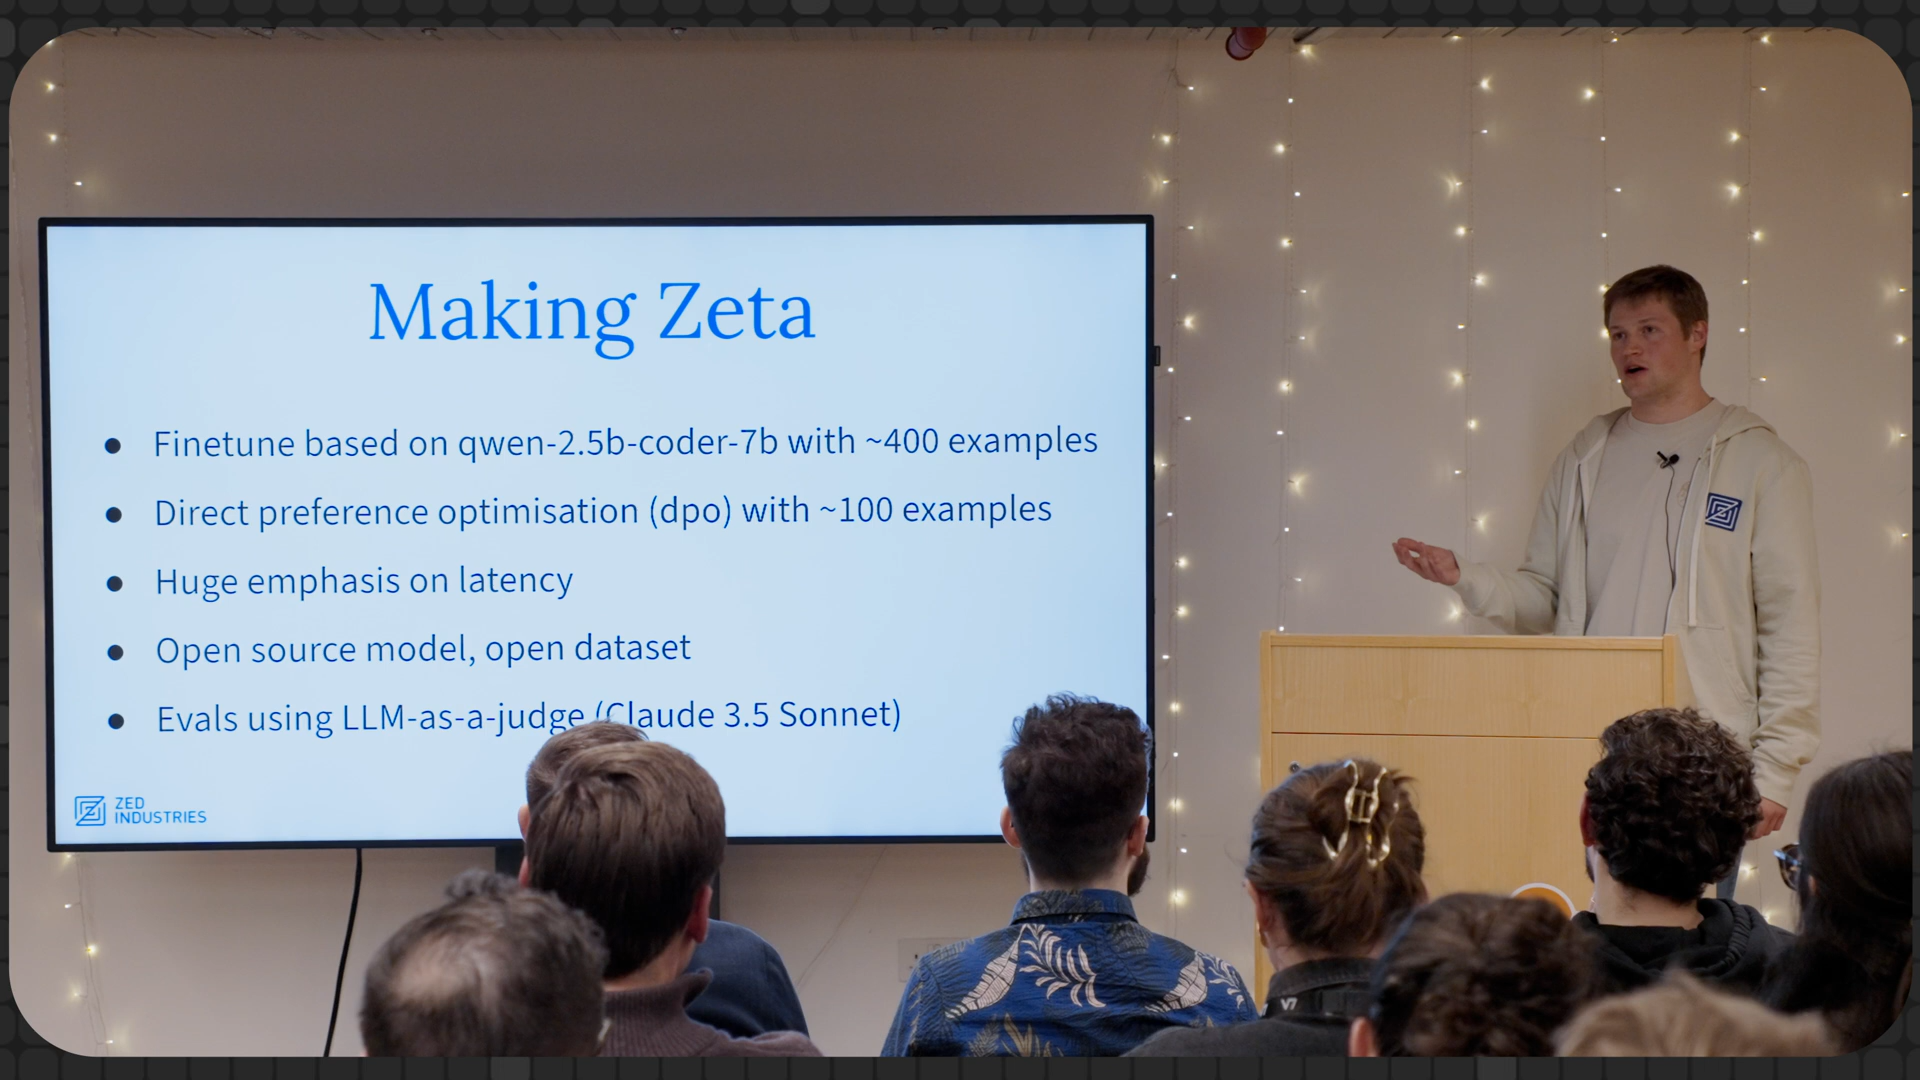 Making Zeta
● Finetune based on qwen-2.5b-coder-7b with ~400 examples
● Direct preference optimisation (dpo) with ~100 examples
● Huge emphasis on latency
● Open source model, open dataset
● Evals using LLM-as-a-judge (Claude 3.5 Sonnet)
ZED
INDUSTRIES
V7